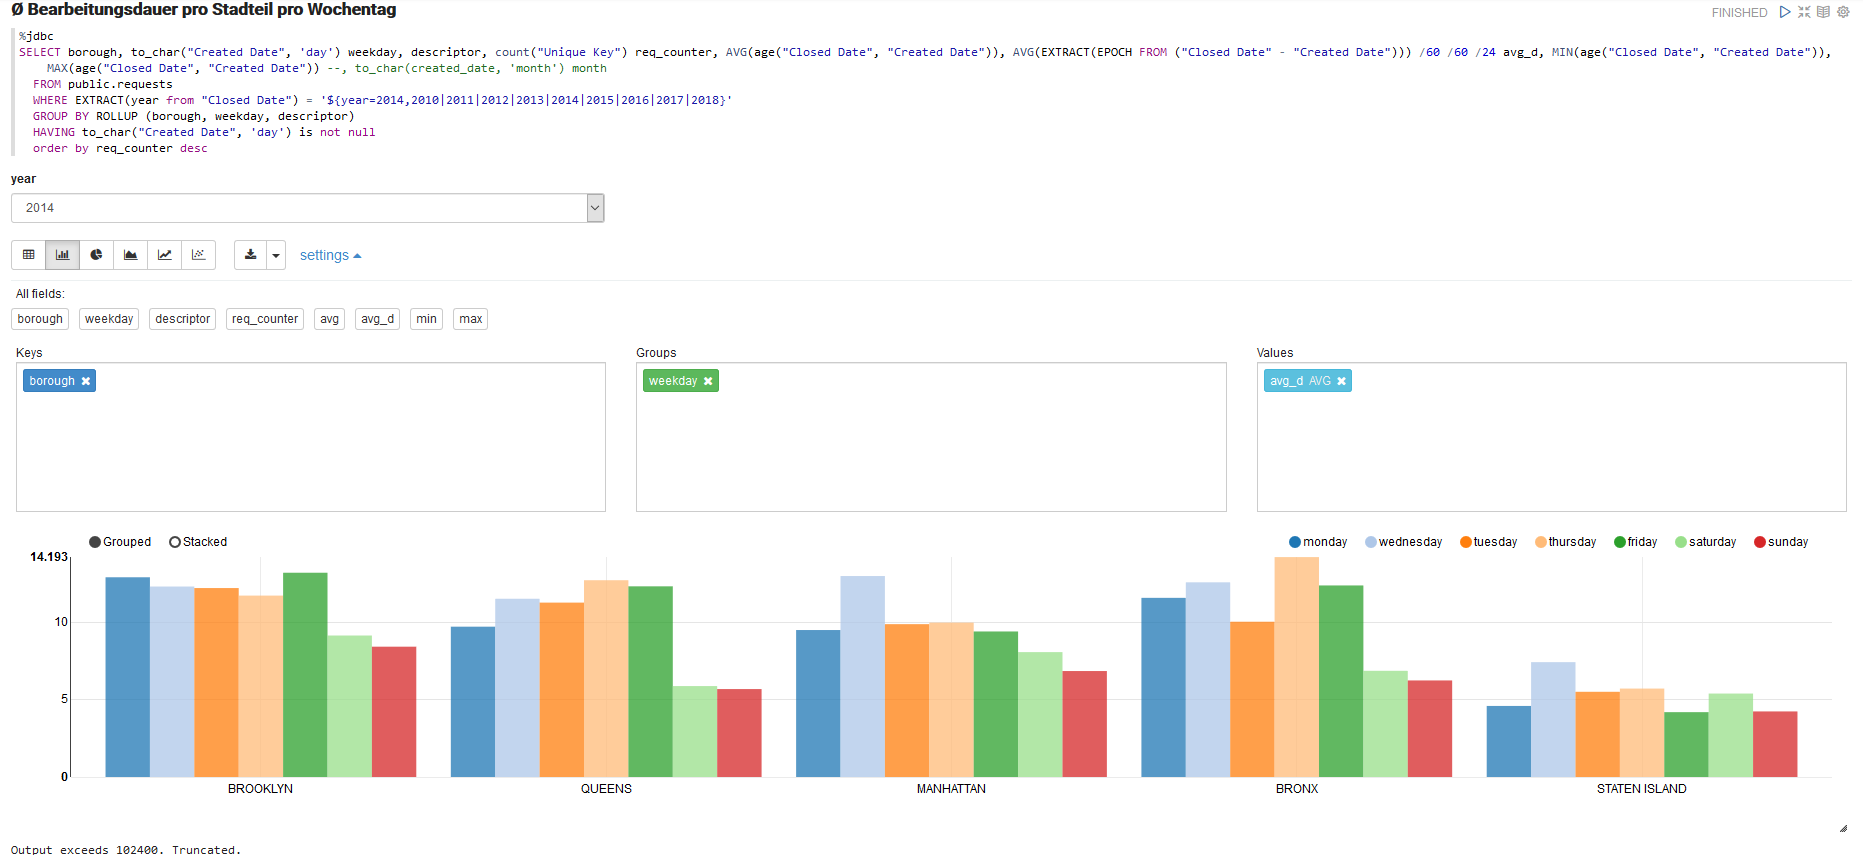 Ø Bearbeitungsdauer pro Stadtteil pro Wochentag
FINISHED
%jdbc
SELECT borough, to_char("Created Date", 'day') weekday, descriptor, count("Unique Key") req_counter, AVG(age("Closed Date", "Created Date")), AVG(EXTRACT(EPOCH FROM ("Closed Date" - "Created Date"))) /60 /60 /24 avg_d, MIN(age("Closed Date", "Created Date")),
MAX(age("Closed Date", "Created Date")) --, to_char(created_date, 'month') month
FROM public.requests
WHERE EXTRACT(year from "Closed Date") = '${year=2014,2010|2011|2012|2013|2014|2015|2016|2017|2018}'
GROUP BY ROLLUP (borough, weekday, descriptor)
HAVING to_char("Created Date", 'day') is not null
order by req_counter desc
year
2014
settings
All fields:
borough weekday descriptor req_counter avg avg_d min max
Keys Groups Values
borough weekday avg_d AVG
Grouped Stacked monday wednesday tuesday thursday friday saturday sunday
14.193
10
5
0
BROOKLYN QUEENS MANHATTAN BRONX STATEN ISLAND
Output exceeds 102400. Truncated.